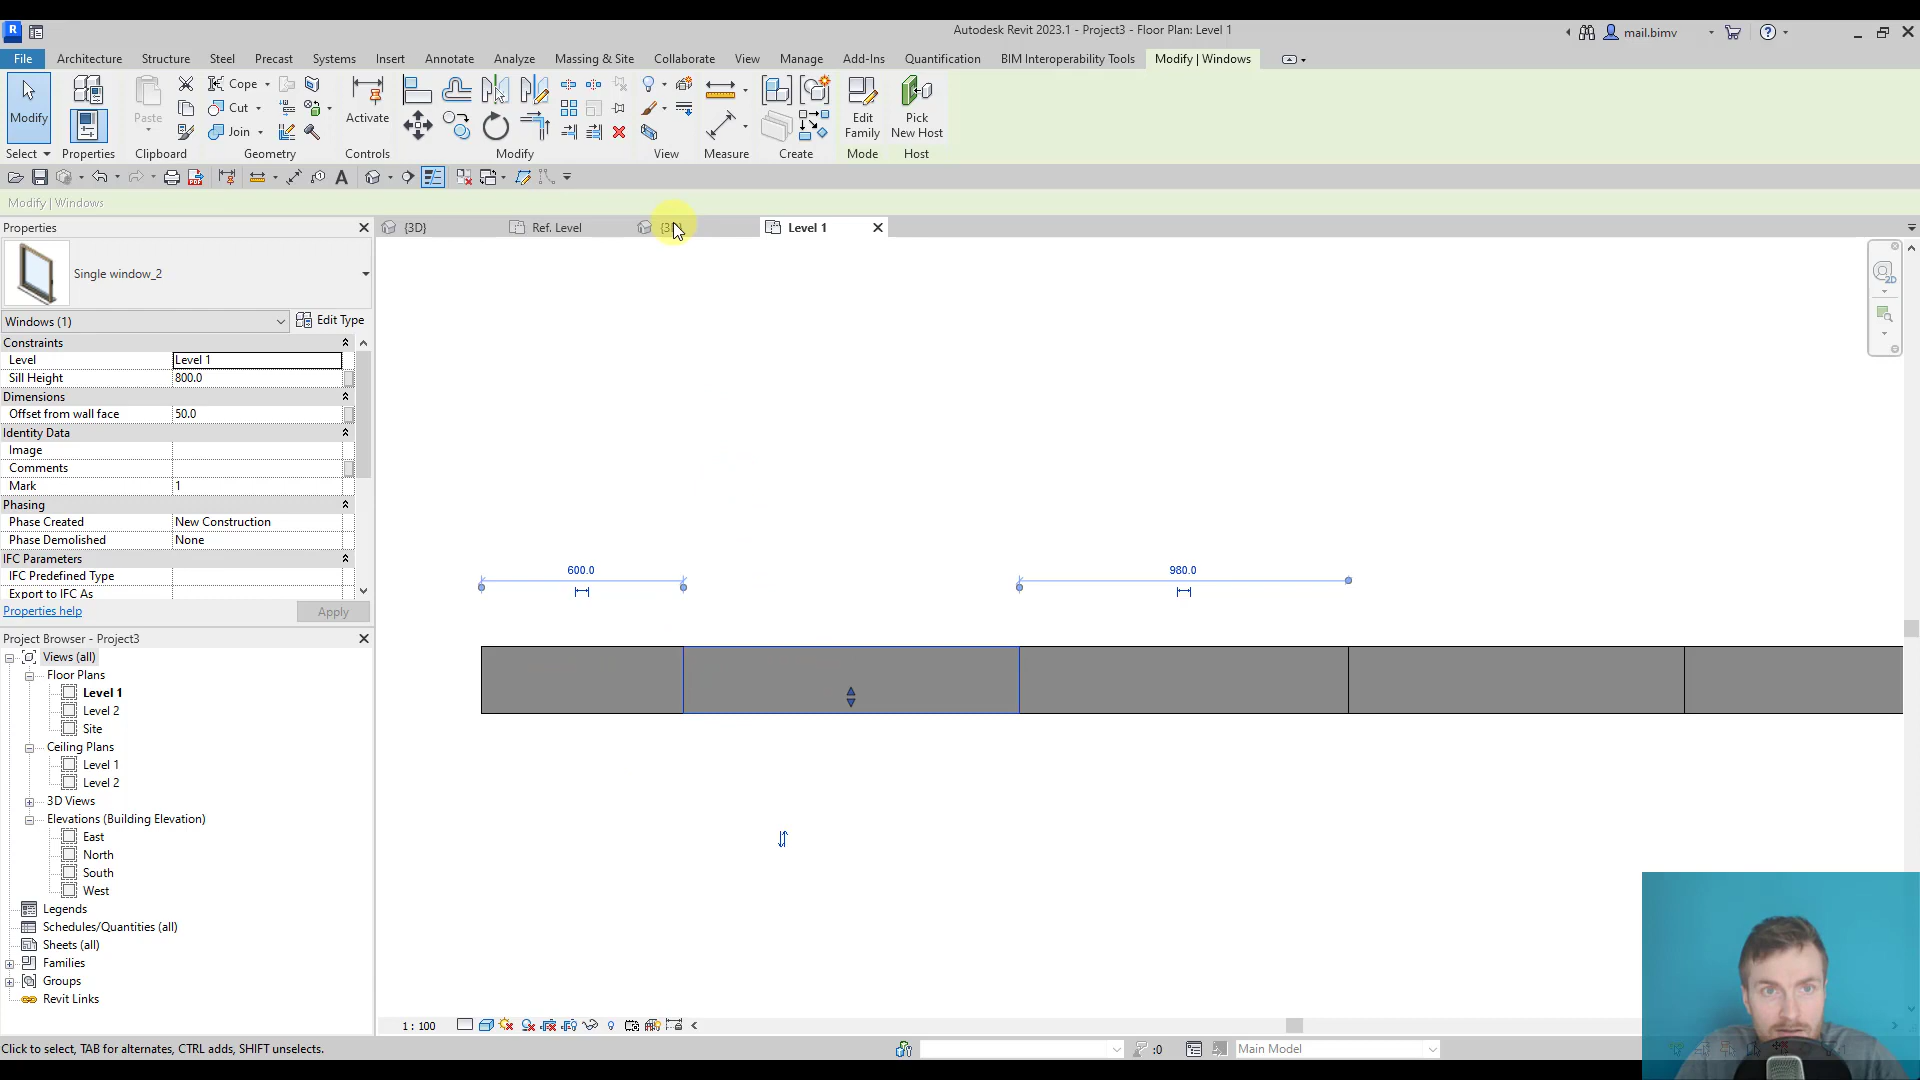 R
Autodesk Revit 2023.1 - Project3 - Floor Plan: Level 1
mail.bimv
File Architecture Structure Steel Precast Systems Insert Annotate Analyze Massing & Site Collaborate View Manage Add-Ins Quantification BIM Interoperability Tools Modify | Windows
Modify
Paste
Cope
Cut
Join
Activate
Edit
Family
Pick
New Host
Select Properties Clipboard Geometry Controls Modify View Measure Create Mode Host
A
Modify | Windows
Properties
{3D}
Ref. Level
Level 1
Single window_2
2D
Windows (1)
Edit Type
Constraints
Level Level 1
Sill Height 800.0
Dimensions
Offset from wall face 50.0
Identity Data
Image
Comments
Mark 1
Phasing
Phase Created New Construction
Phase Demolished None
IFC Parameters
IFC Predefined Type
Export to IFC As
Properties help
Apply
600.0
980.0
Project Browser - Project3
Views (all)
Floor Plans
Level 1
Level 2
Site
Ceiling Plans
Level 1
Level 2
3D Views
Elevations (Building Elevation)
East
North
South
West
Legends
Schedules/Quantities (all)
Sheets (all)
Families
Groups
Revit Links
1 : 100
Click to select, TAB for alternates, CTRL adds, SHIFT unselects.
:0
Main Model